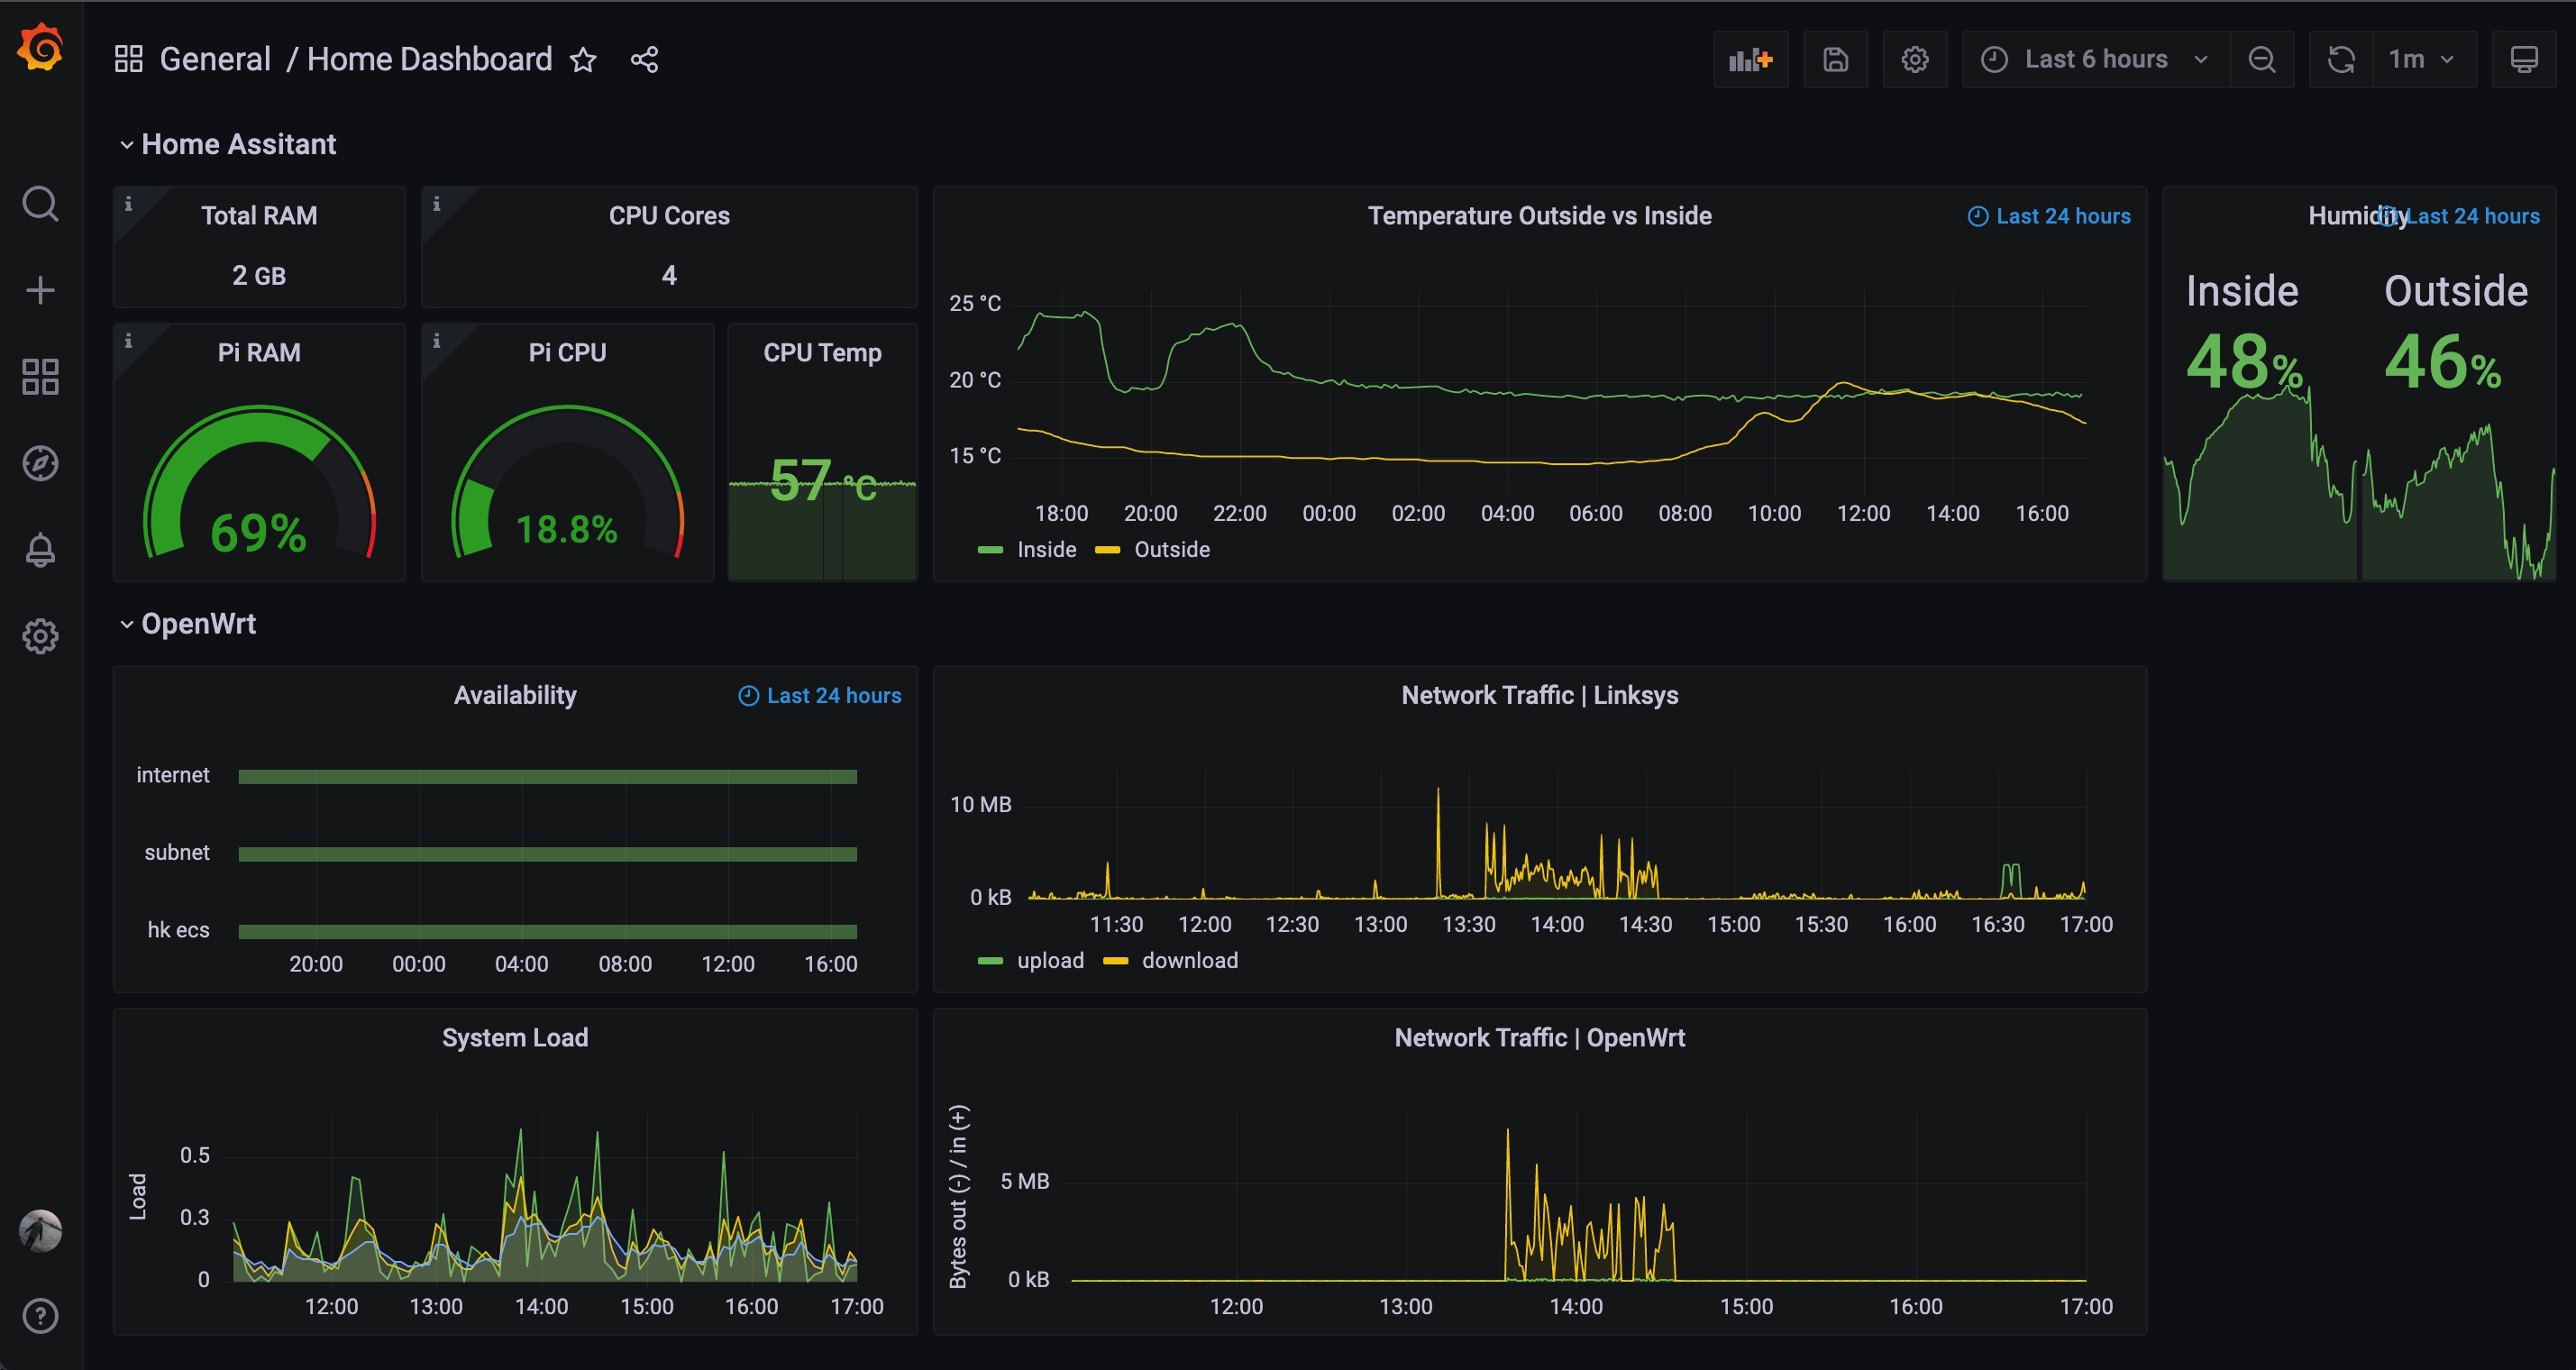 General / Home Dashboard
Last 6 hours
1m
Home Assitant
Total RAM
2 GB
CPU Cores
4
Pi RAM
69%
Pi CPU
18.8%
CPU Temp
57 °C
Temperature Outside vs Inside
Last 24 hours
25 °C
20 °C
15 °C
18:00 20:00 22:00 00:00 02:00 04:00 06:00 08:00 10:00 12:00 14:00 16:00
Inside Outside
Humidity Last 24 hours
Inside Outside
48% 46%
OpenWrt
Availability
Last 24 hours
internet
subnet
hk ecs
20:00 00:00 04:00 08:00 12:00 16:00
Network Traffic | Linksys
10 MB
0 kB
11:30 12:00 12:30 13:00 13:30 14:00 14:30 15:00 15:30 16:00 16:30 17:00
upload download
System Load
Load
0.5
0.3
0
12:00 13:00 14:00 15:00 16:00 17:00
Network Traffic | OpenWrt
Bytes out (-) / in (+)
5 MB
0 kB
12:00 13:00 14:00 15:00 16:00 17:00